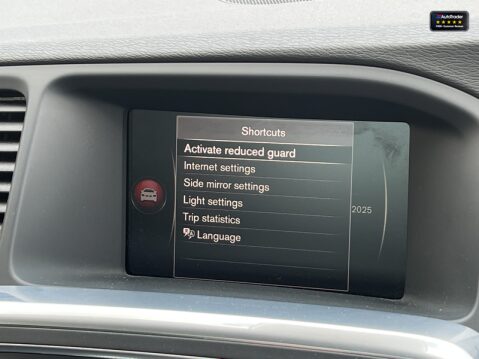 AutoTrader
Shortcuts
Activate reduced guard
Internet settings
Side mirror settings
Light settings
2025
Trip statistics
Language